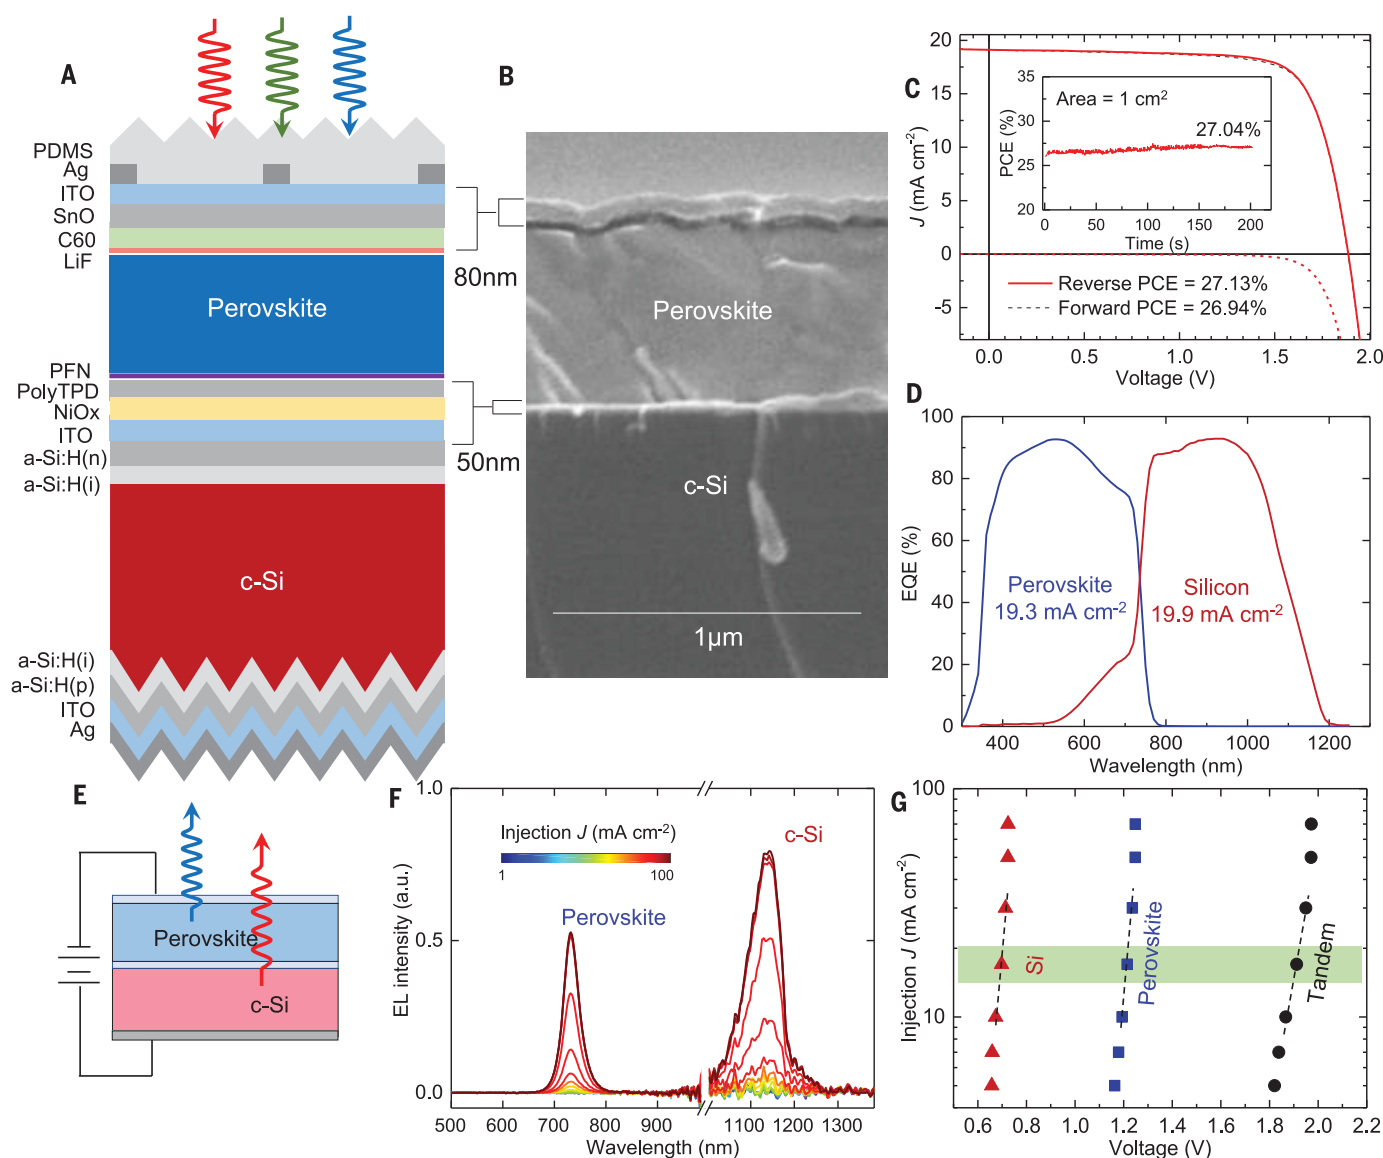 A
PDMS
Ag
ITO
SnO
C60
LiF
80nm
Perovskite
PFN
PolyTPD
NiOx
ITO
a-Si:H(n)
50nm
a-Si:H(i)
c-Si
a-Si:H(i)
a-Si:H(p)
ITO
Ag
B
Perovskite
c-Si
1μm
C
20
15
10
5
0
-5
J (mA cm-2)
35
30
25
20
PCE (%)
Area = 1 cm2
27.04%
0 50 100 150 200
Time (s)
Reverse PCE = 27.13%
Forward PCE = 26.94%
0.0 0.5 1.0 1.5 2.0
Voltage (V)
D
100
80
60
40
20
0
EQE (%)
Perovskite
19.3 mA cm-2
Silicon
19.9 mA cm-2
400 600 800 1000 1200
Wavelength (nm)
E
Perovskite
c-Si
F
1.0
0.5
0.0
EL intensity (a.u.)
Injection J (mA cm-2)
1 100
Perovskite
c-Si
500 600 700 800 900 1100 1200 1300
Wavelength (nm)
G
100
10
Injection J (mA cm-2)
Si
Perovskite
Tandem
0.6 0.8 1.0 1.2 1.4 1.6 1.8 2.0 2.2
Voltage (V)